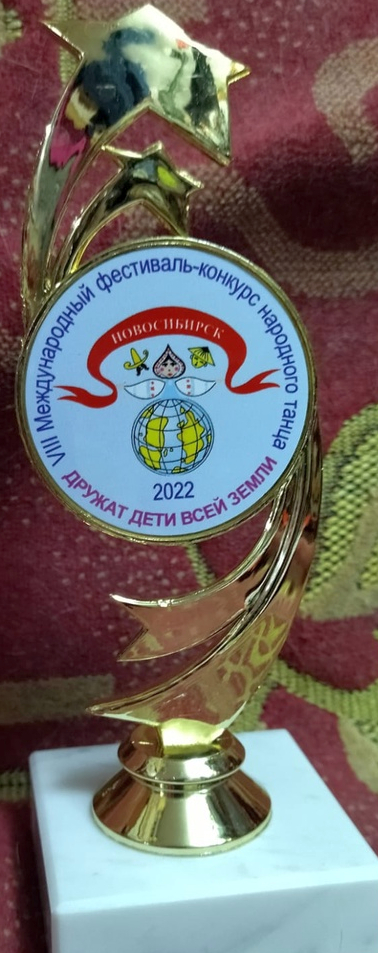 VIII Международный фестиваль-конкурс народного танца
НОВОСИБИРСК
2022
ДРУЖАТ ДЕТИ ВСЕЙ ЗЕМЛИ